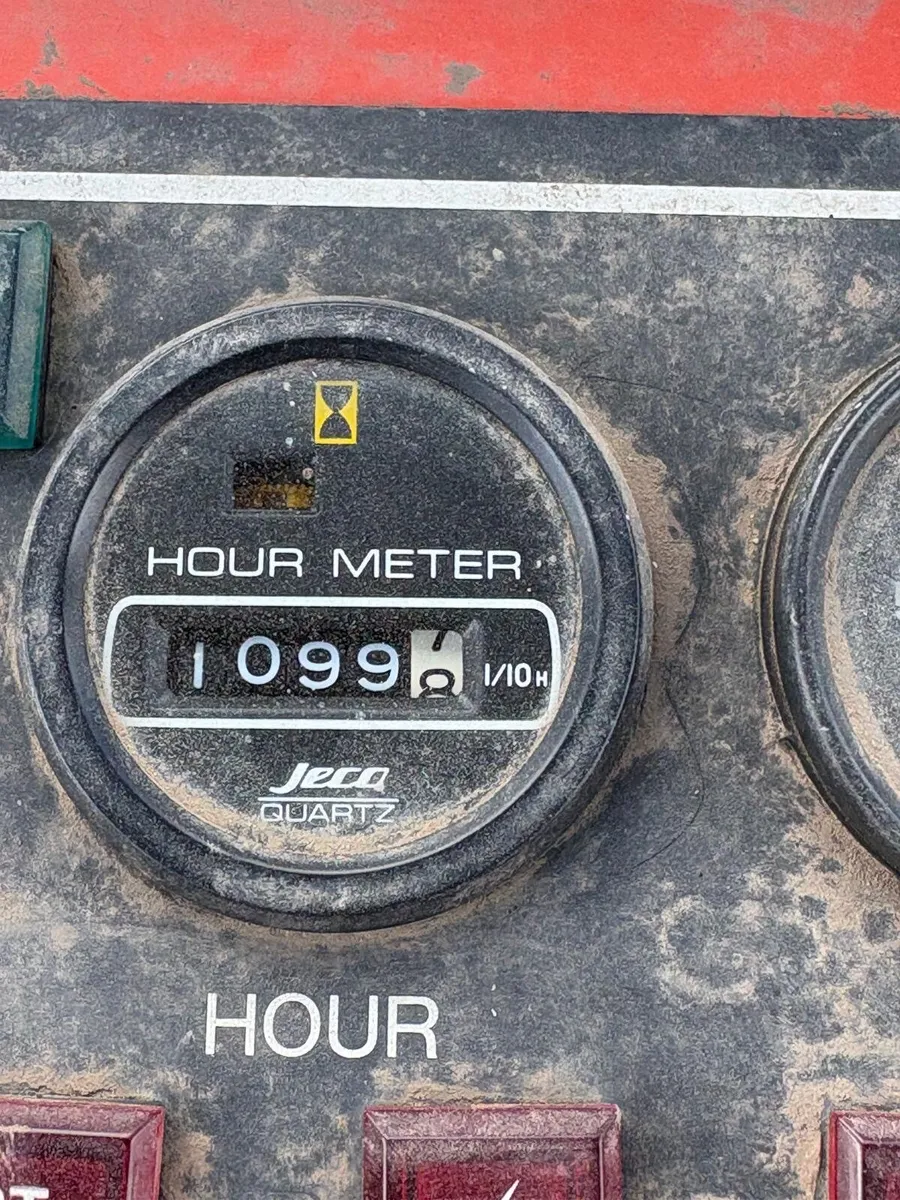 HOUR METER
1099 1/10H
Jeco
QUARTZ
HOUR